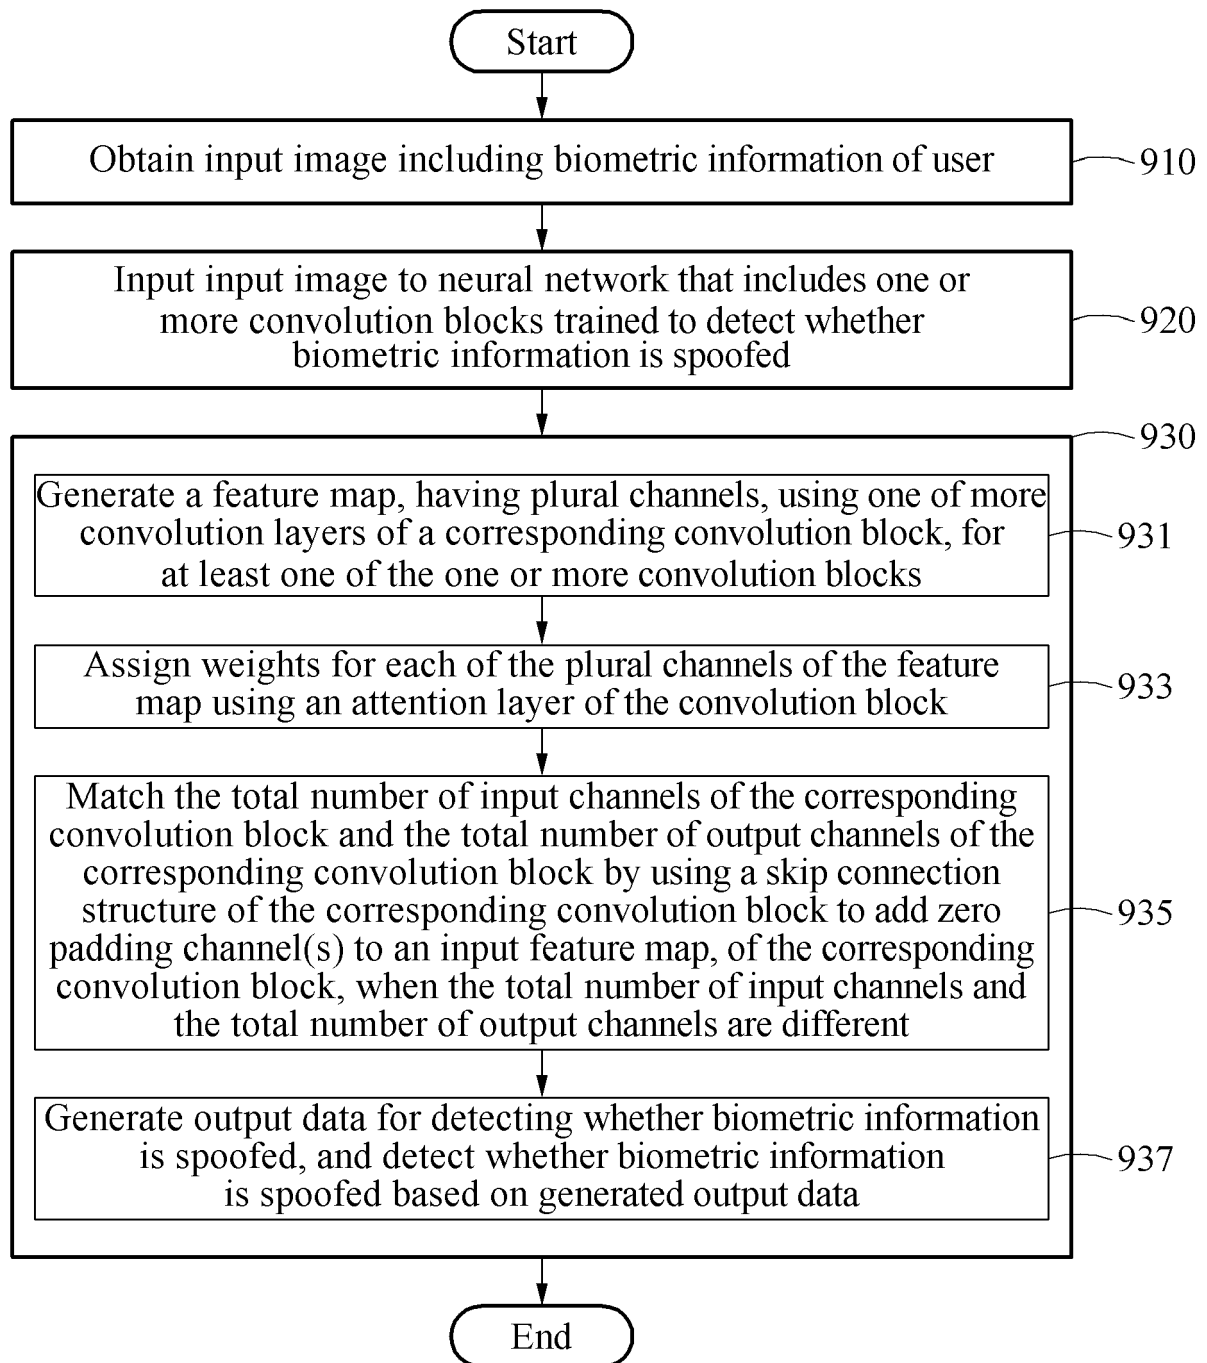 Start
Obtain input image including biometric information of user
910
Input input image to neural network that includes one or
more convolution blocks trained to detect whether
biometric information is spoofed
920
930
Generate a feature map, having plural channels, using one of more
convolution layers of a corresponding convolution block, for
at least one of the one or more convolution blocks
931
Assign weights for each of the plural channels of the feature
map using an attention layer of the convolution block
933
Match the total number of input channels of the corresponding
convolution block and the total number of output channels of the
corresponding convolution block by using a skip connection
structure of the corresponding convolution block to add zero
padding channel(s) to an input feature map, of the corresponding
convolution block, when the total number of input channels and
the total number of output channels are different
935
Generate output data for detecting whether biometric information
is spoofed, and detect whether biometric information
is spoofed based on generated output data
937
End